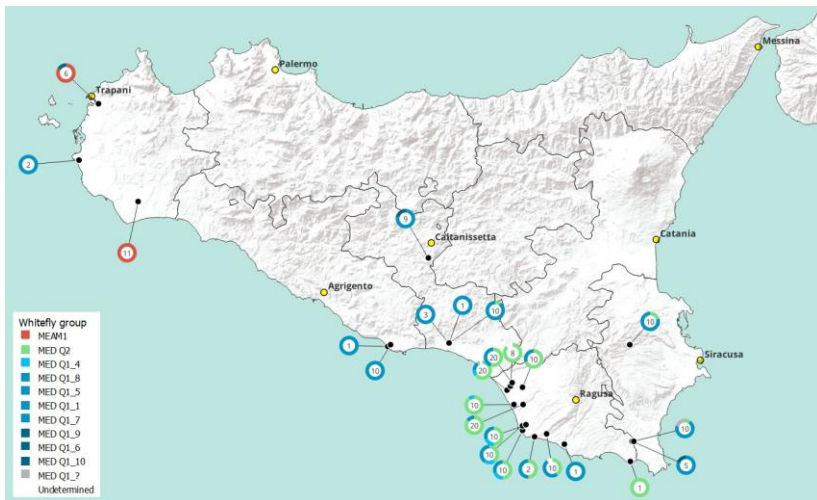 Messina
Palermo
6
Trapani
2
9
Caltanissetta
Catania
11
Agrigento
3
1
10
10
Whitefly group
MEAM1
MED Q2
MED Q1_4
MED Q1_8
MED Q1_5
MED Q1_1
MED Q1_7
MED Q1_9
MED Q1_6
MED Q1_10
MED Q1_?
Undetermined
1
10
20
8
10
20
Siracusa
Ragusa
10
20
10
10
10
2
10
1
10
5
1